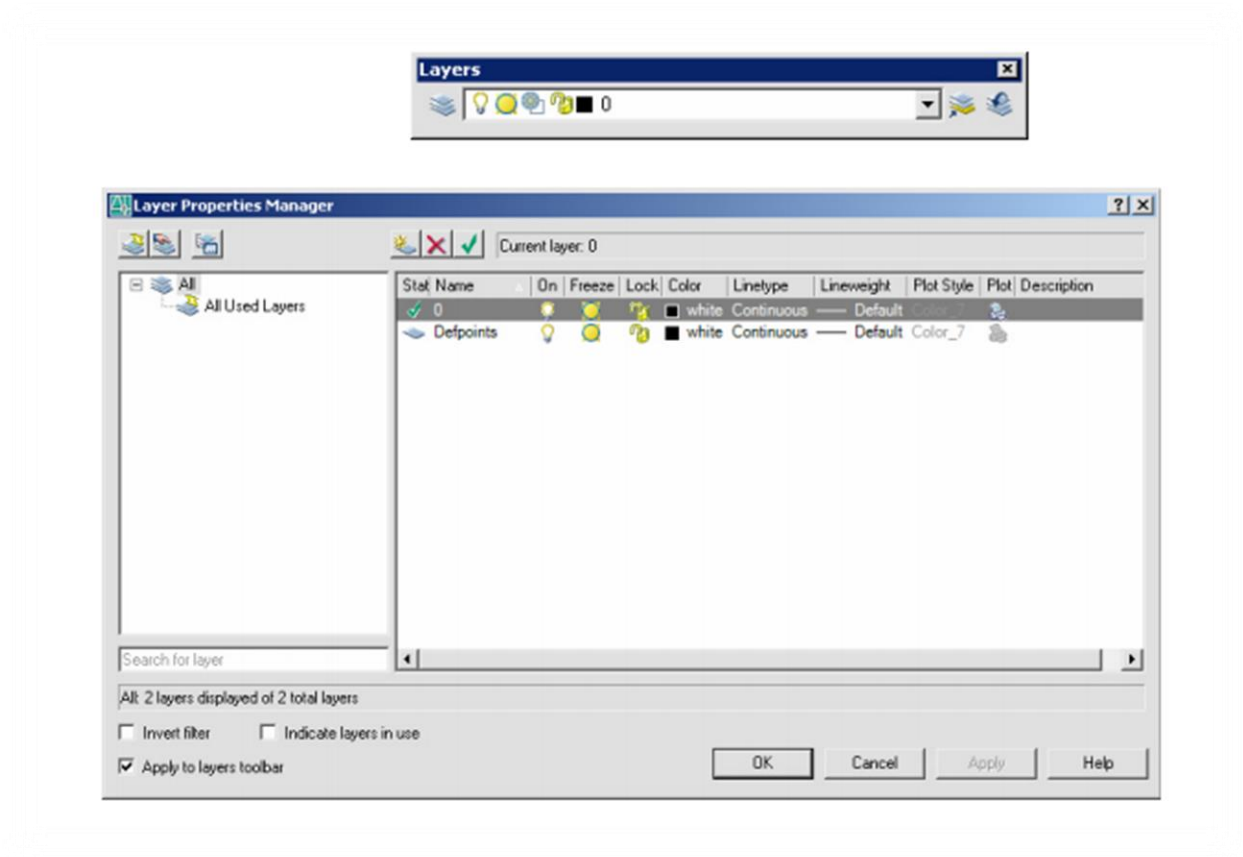 Layers
0
Layer Properties Manager
Current layer: 0
All
All Used Layers
Stat Name On Freeze Lock Color Linetype Lineweight Plot Style Plot Description
0 white Continuous Default Color_7
Defpoints white Continuous Default Color_7
Search for layer
All: 2 layers displayed of 2 total layers
Invert filter Indicate layers in use
Apply to layers toolbar
OK Cancel Apply Help